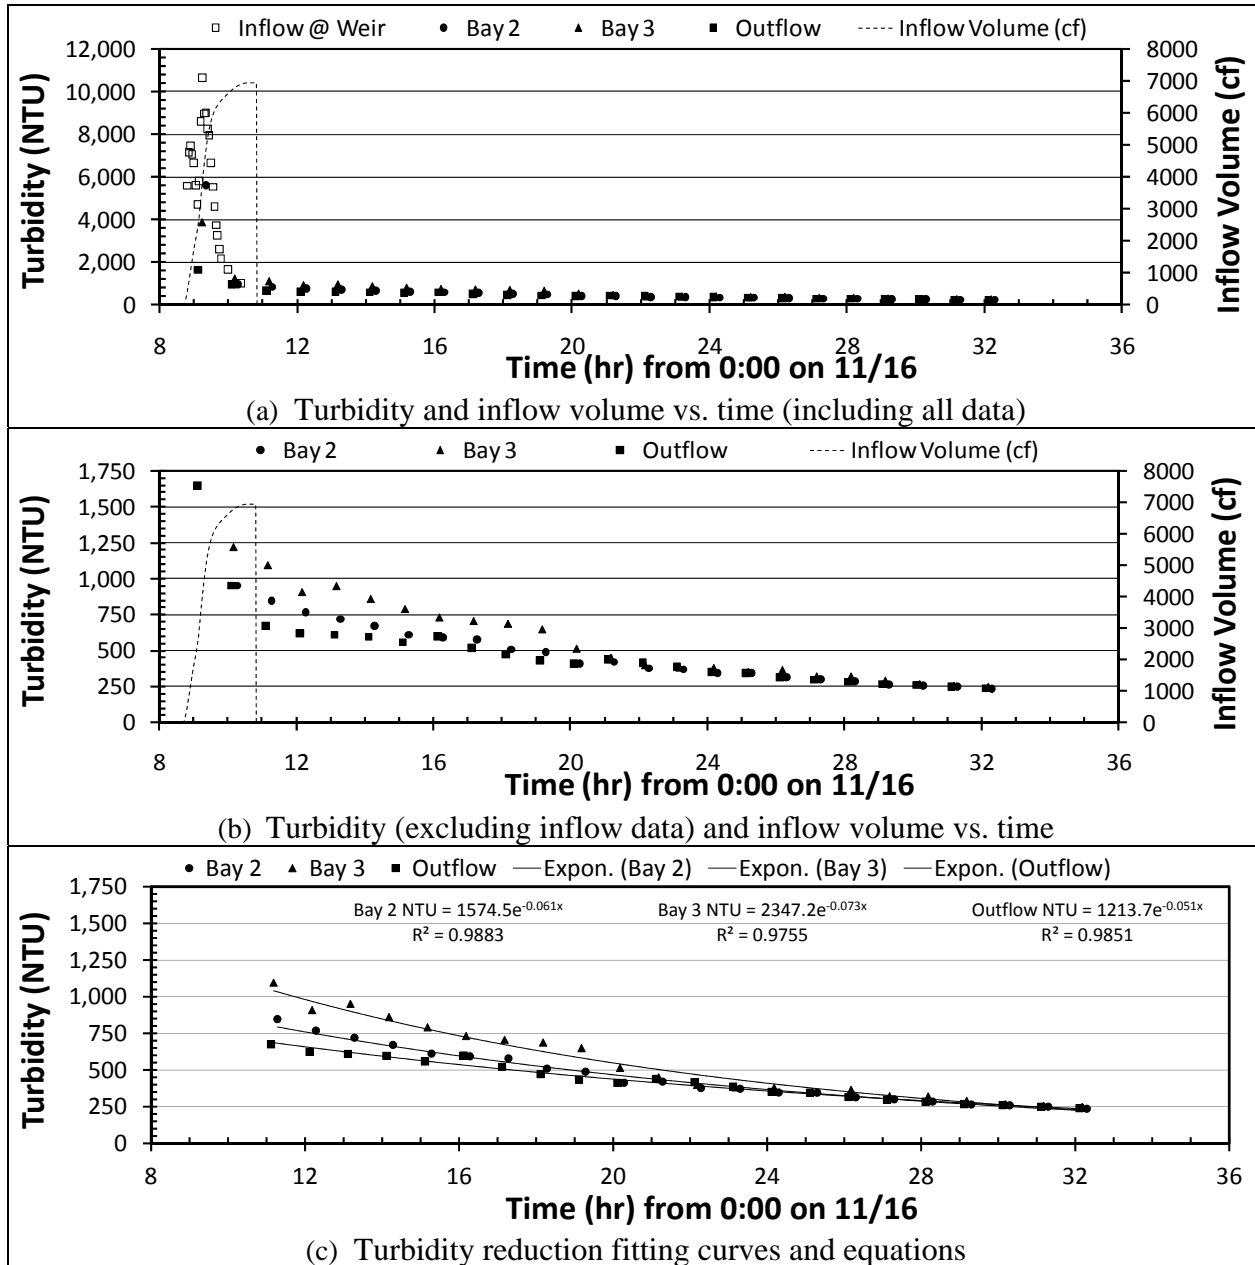 Inflow @ Weir Bay 2 Bay 3 Outflow Inflow Volume (cf)
Turbidity (NTU)
12,000
10,000
8,000
6,000
4,000
2,000
0
8000
7000
6000
5000
4000
3000
2000
1000
0
Inflow Volume (cf)
8 12 16 20 24 28 32 36
Time (hr) from 0:00 on 11/16
(a) Turbidity and inflow volume vs. time (including all data)
Bay 2 Bay 3 Outflow Inflow Volume (cf)
Turbidity (NTU)
1,750
1,500
1,250
1,000
750
500
250
0
8000
7000
6000
5000
4000
3000
2000
1000
0
Inflow Volume (cf)
8 12 16 20 24 28 32 36
Time (hr) from 0:00 on 11/16
(b) Turbidity (excluding inflow data) and inflow volume vs. time
Bay 2 Bay 3 Outflow Expon. (Bay 2) Expon. (Bay 3) Expon. (Outflow)
Turbidity (NTU)
1,750
1,500
1,250
1,000
750
500
250
0
Bay 2 NTU = 1574.5e^-0.061x Bay 3 NTU = 2347.2e^-0.073x Outflow NTU = 1213.7e^-0.051x
R² = 0.9883 R² = 0.9755 R² = 0.9851
8 12 16 20 24 28 32 36
Time (hr) from 0:00 on 11/16
(c) Turbidity reduction fitting curves and equations